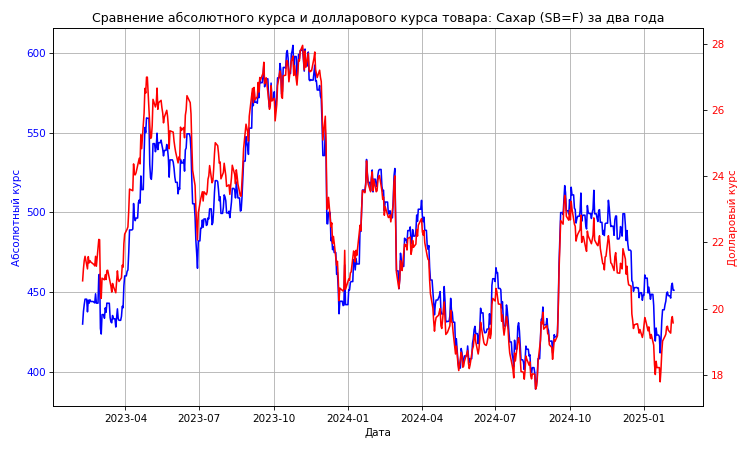 Сравнение абсолютного курса и долларового курса товара: Сахар (SB=F) за два года
Абсолютный курс
600
550
500
450
400
28
26
24
22
20
18
Долларовый курс
2023-04 2023-07 2023-10 2024-01 2024-04 2024-07 2024-10 2025-01
Дата